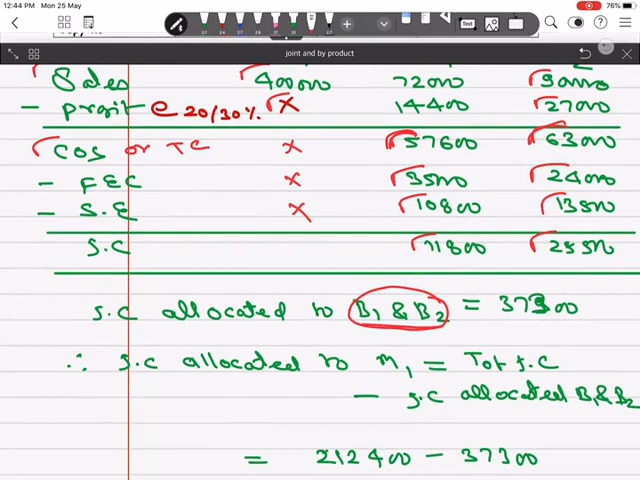 12:44 PM Mon 25 May
76%
joint and by product
Sales 400000 72000 90000
- Profit @ 20/30% x 14400 27000
COS or TC x 57600 63000
- FEC x 35000 24000
- S.E x 10800 13500
S.C 11800 25500
S.C allocated to B1 & B2 = 37300
∴ S.C allocated to M1 = Tot S.C
- S.C allocated B1&B2
= 212400 - 37300